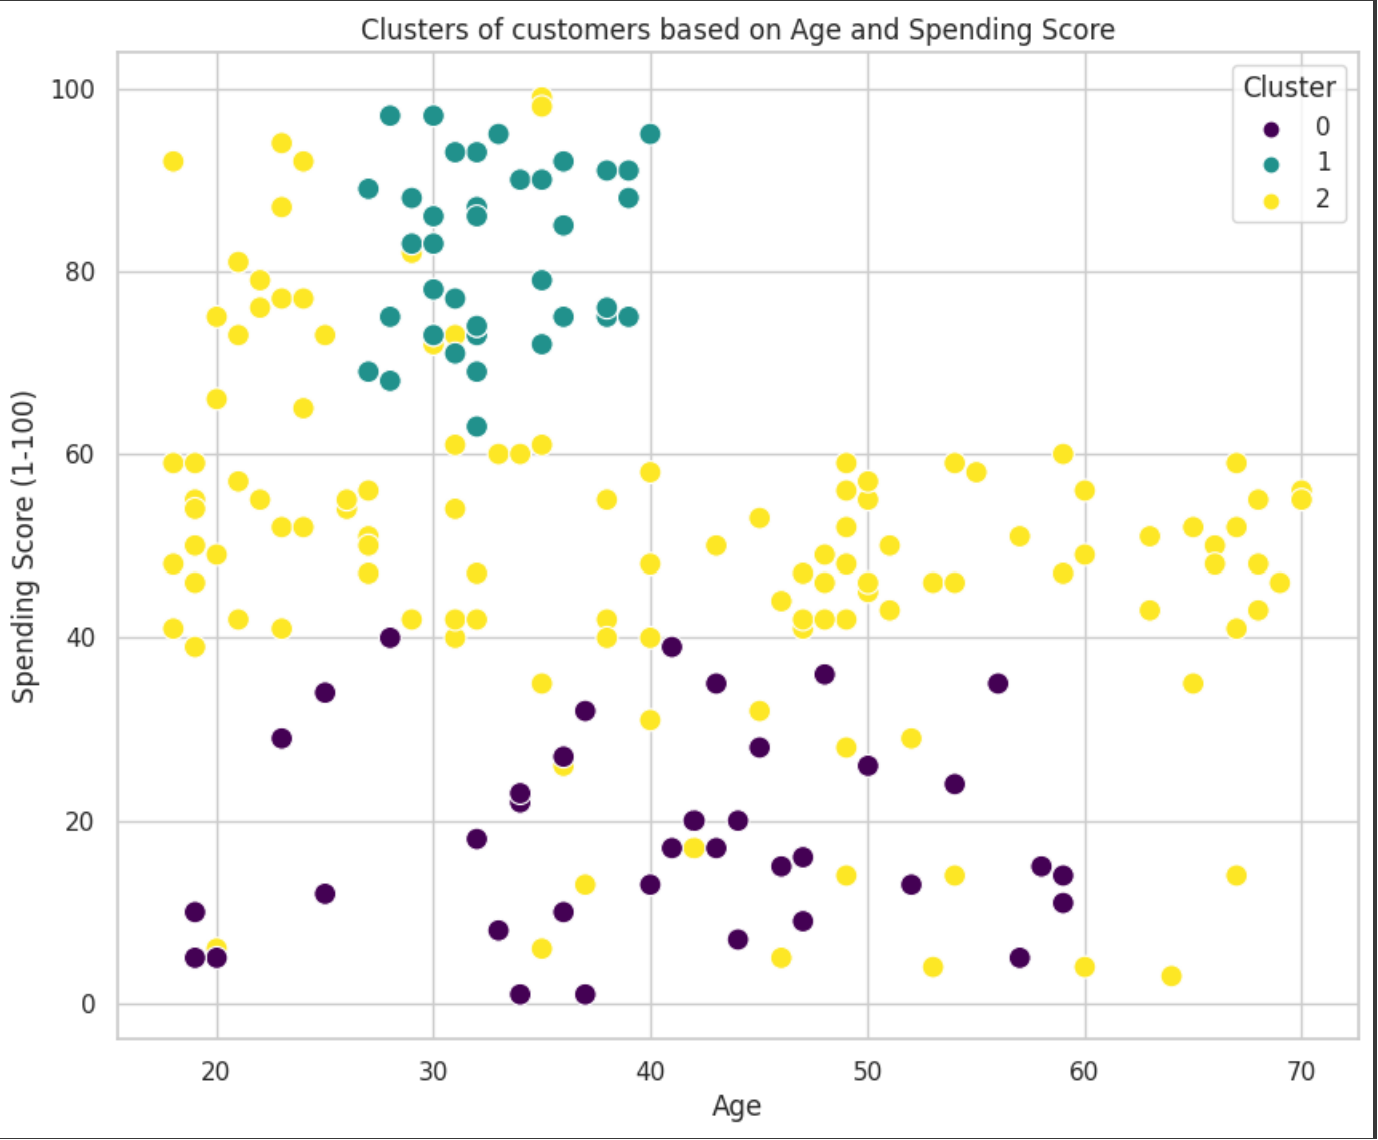 Clusters of customers based on Age and Spending Score
Cluster
0
1
2
Spending Score (1-100)
100
80
60
40
20
0
20 30 40 50 60 70
Age